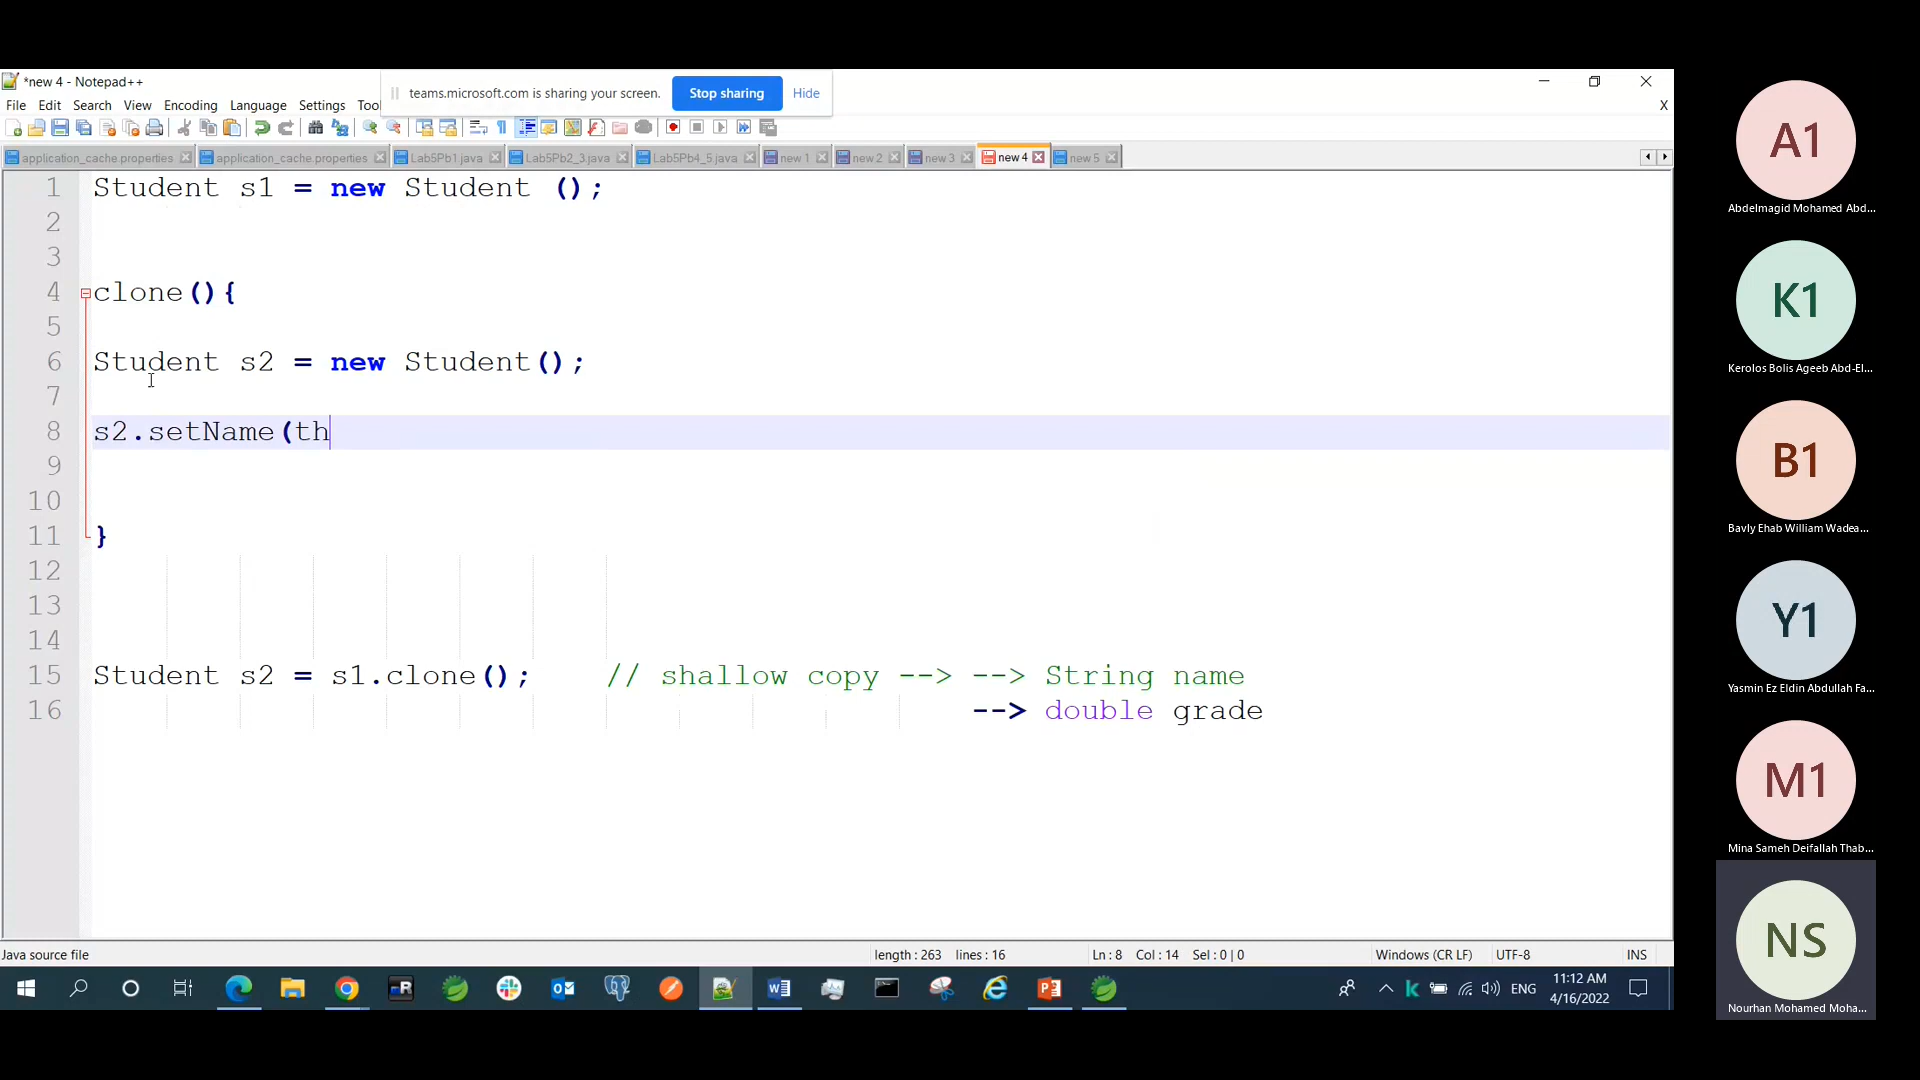 *new 4 - Notepad++
teams.microsoft.com is sharing your screen. Stop sharing Hide
File Edit Search View Encoding Language Settings Too
X
application_cache.properties application_cache.properties Lab5Pb1.java Lab5Pb2_3.java Lab5Pb4_5.java new 1 new 2 new 3 new 4 new 5
1 Student s1 = new Student ();
2
3
4 clone(){
5
6 Student s2 = new Student();
7
8 s2.setName(th
9
10
11 }
12
13
14
15 Student s2 = s1.clone(); // shallow copy --> --> String name
16 --> double grade
Java source file length : 263 lines : 16 Ln : 8 Col : 14 Sel : 0 | 0 Windows (CR LF) UTF-8 INS
ENG
11:12 AM
4/16/2022
A1
Abdelmagid Mohamed Abd...
K1
Kerolos Bolis Ageeb Abd-El...
B1
Bavly Ehab William Wadea...
Y1
Yasmin Ez Eldin Abdullah Fa...
M1
Mina Sameh Deifallah Thab...
NS
Nourhan Mohamed Moha...